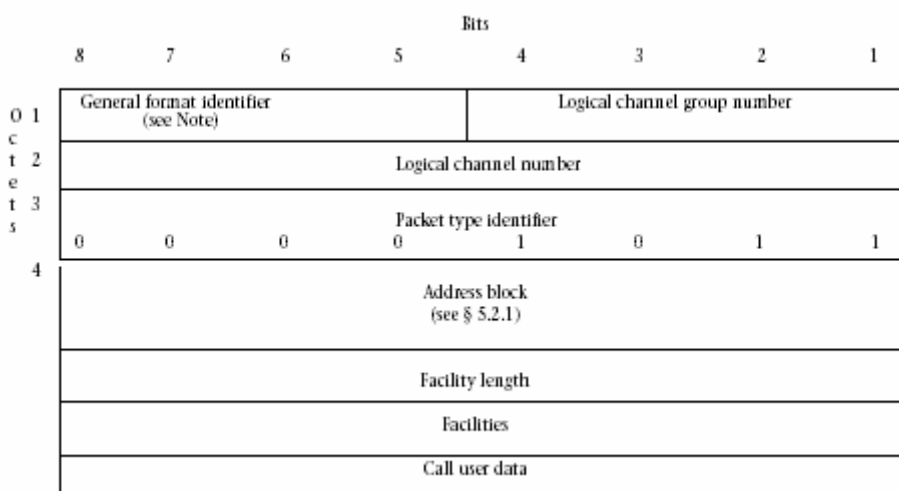 Bits
8 7 6 5 4 3 2 1
General format identifier
(see Note)
Logical channel group number
Octets
1
2
Logical channel number
3
Packet type identifier
0 0 0 0 1 0 1 1
4
Address block
(see § 5.2.1)
Facility length
Facilities
Call user data